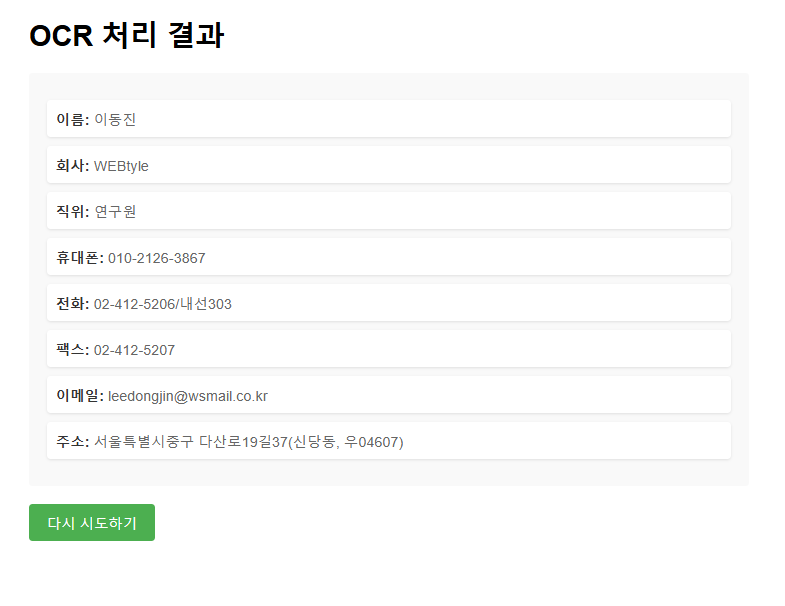 OCR 처리 결과
이름: 이동진
회사: WEBtyle
직위: 연구원
휴대폰: 010-2126-3867
전화: 02-412-5206/내선303
팩스: 02-412-5207
이메일: leedongjin@wsmail.co.kr
주소: 서울특별시중구 다산로19길37(신당동, 우04607)
다시 시도하기